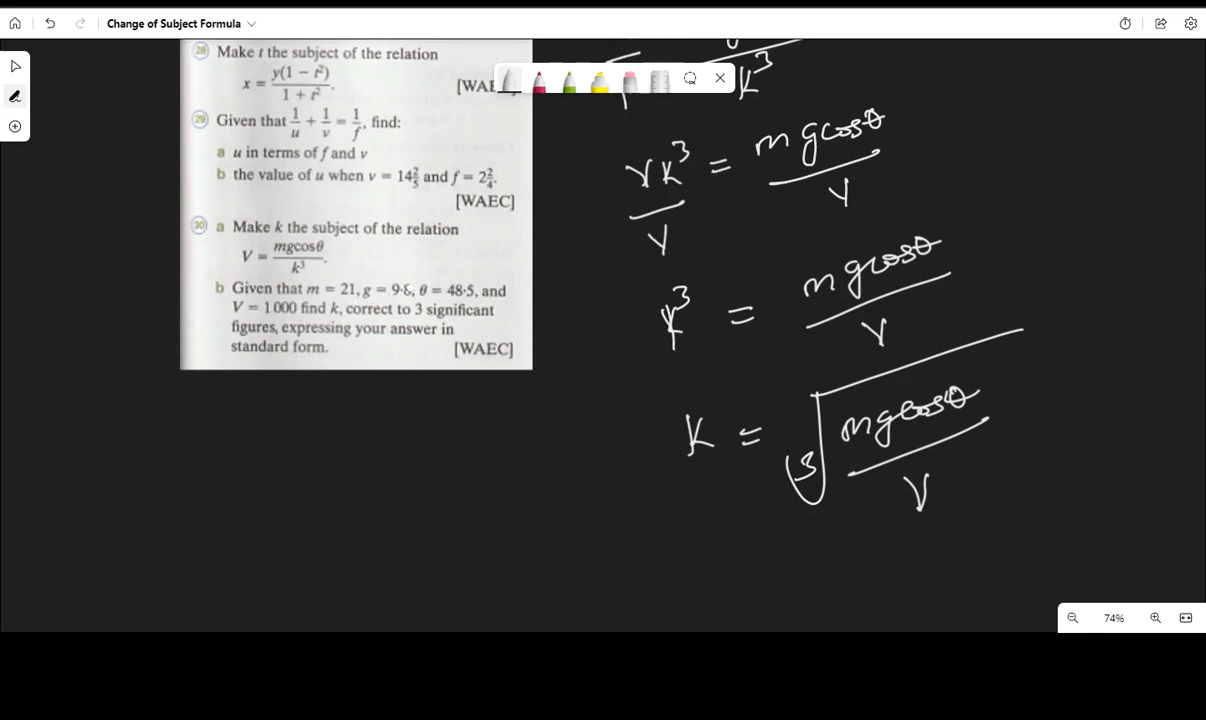 Change of Subject Formula
28 Make t the subject of the relation
x = y(1 − t²) / 1 + t².
[WAEC]
29 Given that 1/u + 1/v = 1/f, find:
a u in terms of f and v
b the value of u when v = 14⅖ and f = 2 2/4.
[WAEC]
30 a Make k the subject of the relation
V = mgcosθ / k³.
b Given that m = 21, g = 9·8, θ = 48·5, and
V = 1 000 find k, correct to 3 significant
figures, expressing your answer in
standard form.
[WAEC]
K³
VK³ / V = mgcosθ / V
K³ = mgcosθ / V
K = ∛(mgcosθ / V)
74%